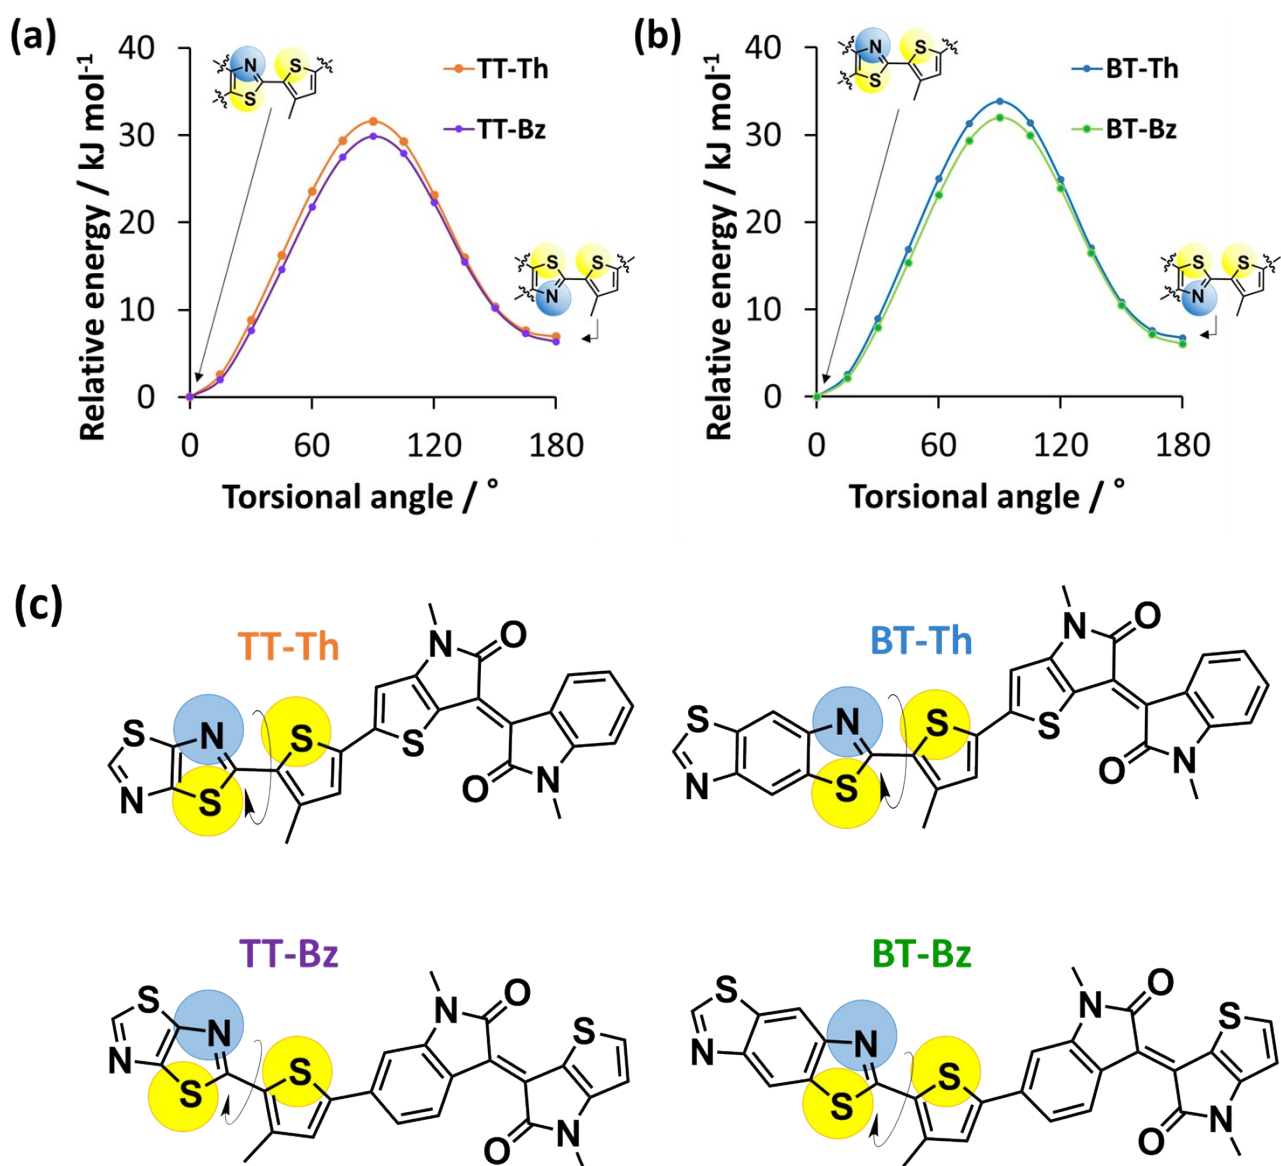 (a)
Relative energy / kJ mol-1
40
30
20
10
0
0 60 120 180
Torsional angle / °
TT-Th
TT-Bz
N S
S
S S
N
(b)
Relative energy / kJ mol-1
40
30
20
10
0
0 60 120 180
Torsional angle / °
BT-Th
BT-Bz
N S
S
S S
N
(c)
TT-Th
N O
S N S
S
N S
O N
BT-Th
N O
S N S
S
N S
O N
TT-Bz
S N O
N N S
S S
O N
BT-Bz
S N O
N N S
S S
O N